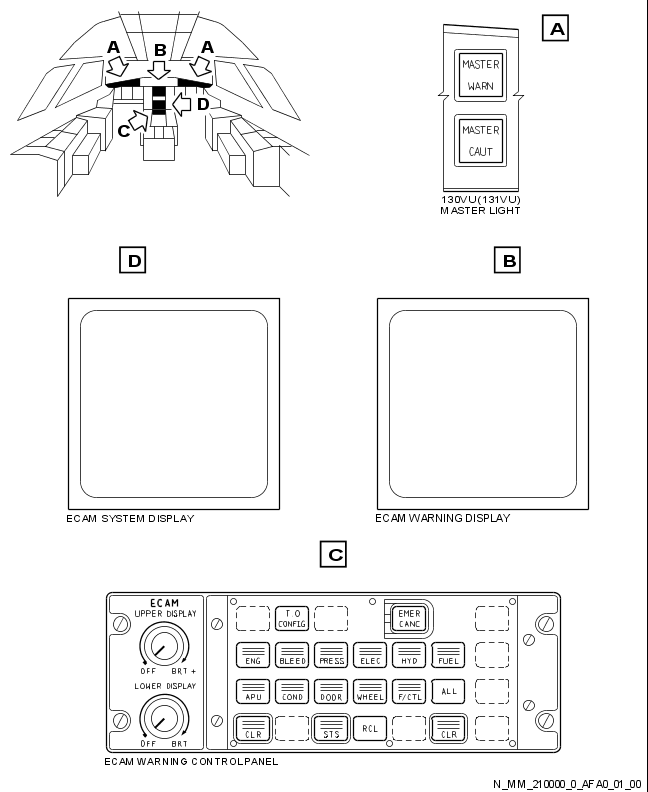 A
B
A
D
C
A
MASTER
WARN
MASTER
CAUT
130VU(131VU)
MASTER LIGHT
D
B
ECAM SYSTEM DISPLAY
ECAM WARNING DISPLAY
C
ECAM
UPPER DISPLAY
OFF BRT +
LOWER DISPLAY
OFF BRT
T O
CONFIG
EMER
CANC
ENG BLEED PRESS ELEC HYD FUEL
APU COND DOOR WHEEL F/CTL ALL
CLR STS RCL CLR
ECAM WARNING CONTROLPANEL
N_MM_210000_0_AFA0_01_00